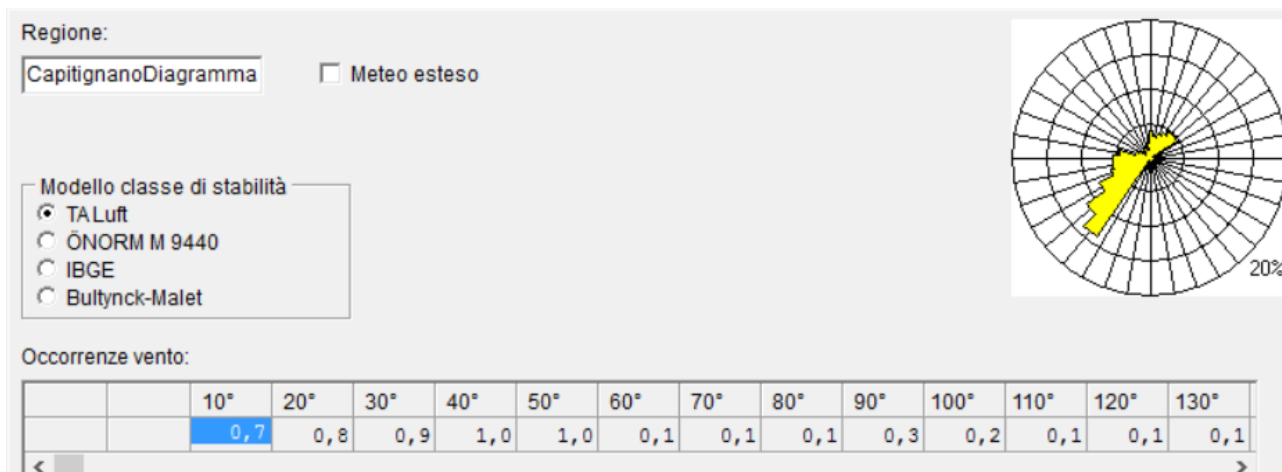 Regione:
CapitignanoDiagramma
Meteo esteso
Modello classe di stabilità
TA Luft
ÖNORM M 9440
IBGE
Bultynck-Malet
20%
Occorrenze vento:
10° 20° 30° 40° 50° 60° 70° 80° 90° 100° 110° 120° 130°
0,7 0,8 0,9 1,0 1,0 0,1 0,1 0,1 0,3 0,2 0,1 0,1 0,1